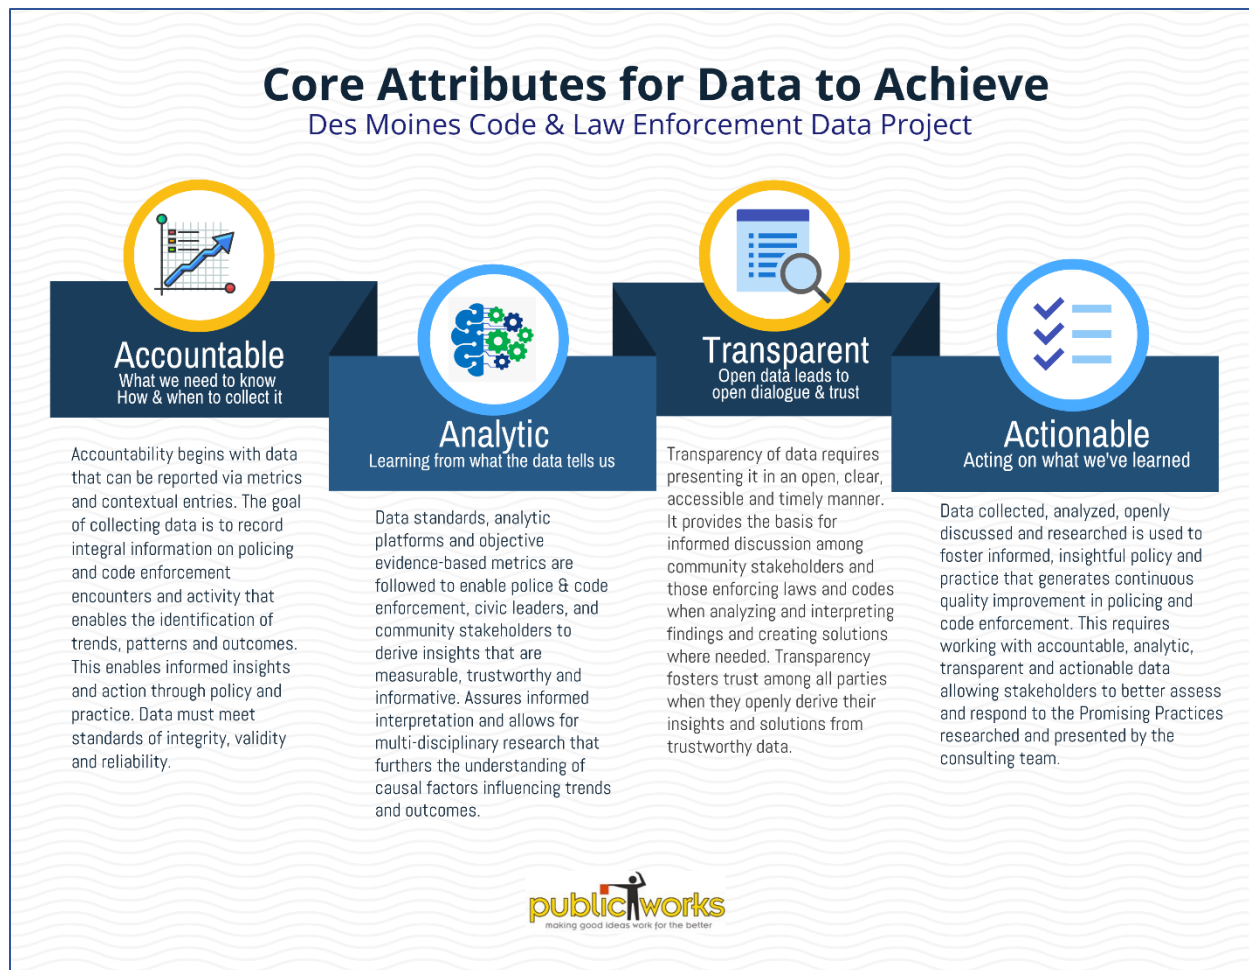 Core Attributes for Data to Achieve
Des Moines Code & Law Enforcement Data Project
Accountable
What we need to know
How & when to collect it
Accountability begins with data
that can be reported via metrics
and contextual entries. The goal
of collecting data is to record
integral information on policing
and code enforcement
encounters and activity that
enables the identification of
trends, patterns and outcomes.
This enables informed insights
and action through policy and
practice. Data must meet
standards of integrity, validity
and reliability.
Analytic
Learning from what the data tells us
Data standards, analytic
platforms and objective
evidence-based metrics are
followed to enable police & code
enforcement, civic leaders, and
community stakeholders to
derive insights that are
measurable, trustworthy and
informative. Assures informed
interpretation and allows for
multi-disciplinary research that
furthers the understanding of
causal factors influencing trends
and outcomes.
Transparent
Open data leads to
open dialogue & trust
Transparency of data requires
presenting it in an open, clear,
accessible and timely manner.
It provides the basis for
informed discussion among
community stakeholders and
those enforcing laws and codes
when analyzing and interpreting
findings and creating solutions
where needed. Transparency
fosters trust among all parties
when they openly derive their
insights and solutions from
trustworthy data.
Actionable
Acting on what we've learned
Data collected, analyzed, openly
discussed and researched is used to
foster informed, insightful policy and
practice that generates continuous
quality improvement in policing and
code enforcement. This requires
working with accountable, analytic,
transparent and actionable data
allowing stakeholders to better assess
and respond to the Promising Practices
researched and presented by the
consulting team.
public works
making good ideas work for the better